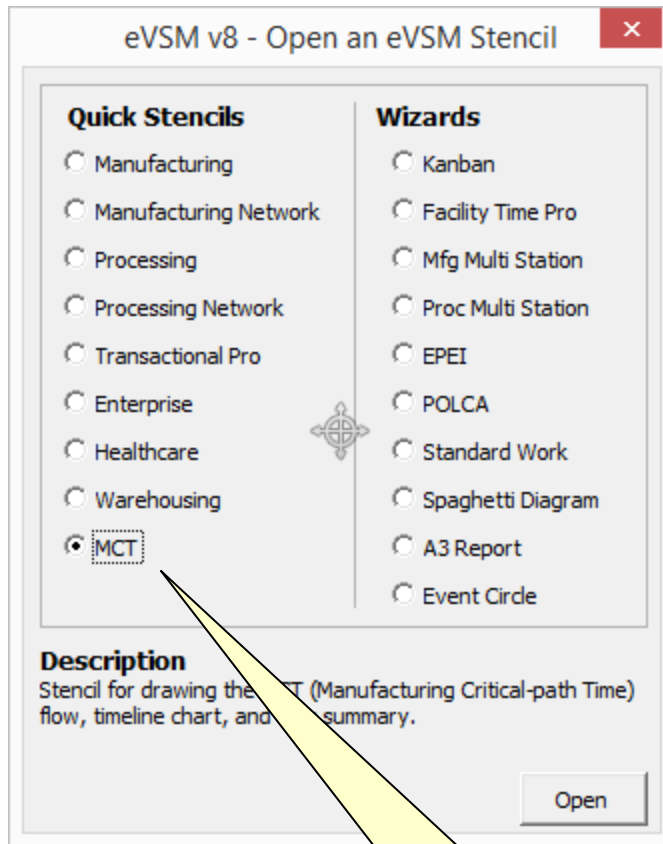 eVSM v8 - Open an eVSM Stencil
Quick Stencils
Manufacturing
Manufacturing Network
Processing
Processing Network
Transactional Pro
Enterprise
Healthcare
Warehousing
MCT
Wizards
Kanban
Facility Time Pro
Mfg Multi Station
Proc Multi Station
EPEI
POLCA
Standard Work
Spaghetti Diagram
A3 Report
Event Circle
Description
Stencil for drawing the MCT (Manufacturing Critical-path Time)
flow, timeline chart, and summary.
Open